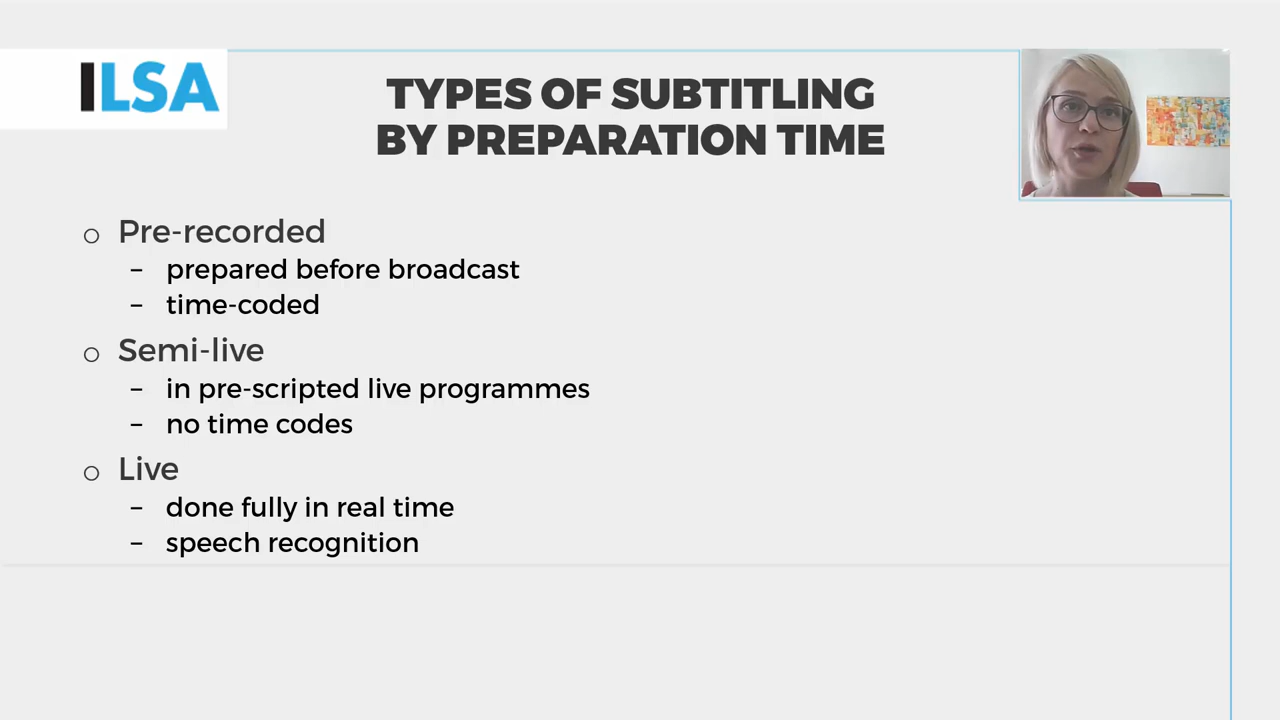 ILSA
TYPES OF SUBTITLING
BY PREPARATION TIME
o Pre-recorded
– prepared before broadcast
– time-coded
o Semi-live
– in pre-scripted live programmes
– no time codes
o Live
– done fully in real time
– speech recognition